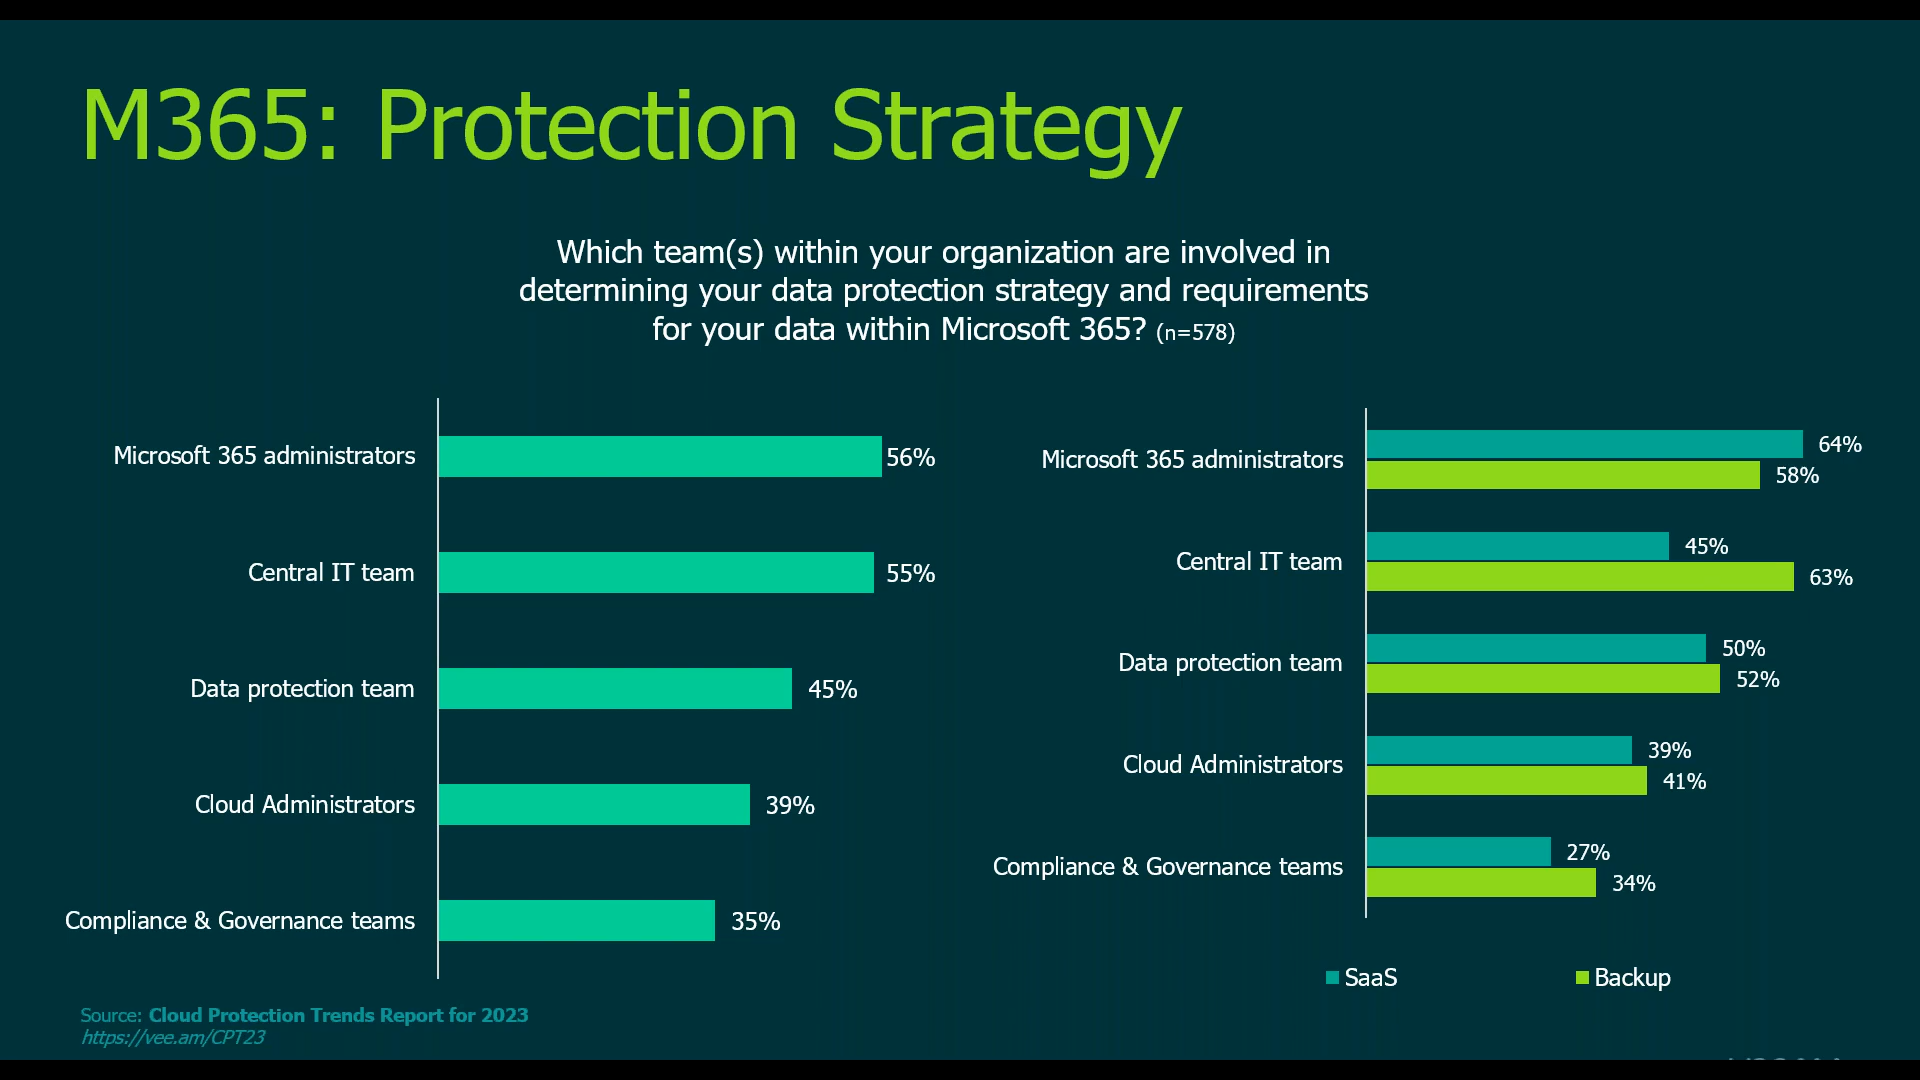 M365: Protection Strategy
Which team(s) within your organization are involved in
determining your data protection strategy and requirements
for your data within Microsoft 365? (n=578)
Microsoft 365 administrators 56%
Central IT team 55%
Data protection team 45%
Cloud Administrators 39%
Compliance & Governance teams 35%
Microsoft 365 administrators 64%
58%
Central IT team 45%
63%
Data protection team 50%
52%
Cloud Administrators 39%
41%
Compliance & Governance teams 27%
34%
SaaS Backup
Source: Cloud Protection Trends Report for 2023
https://vee.am/CPT23